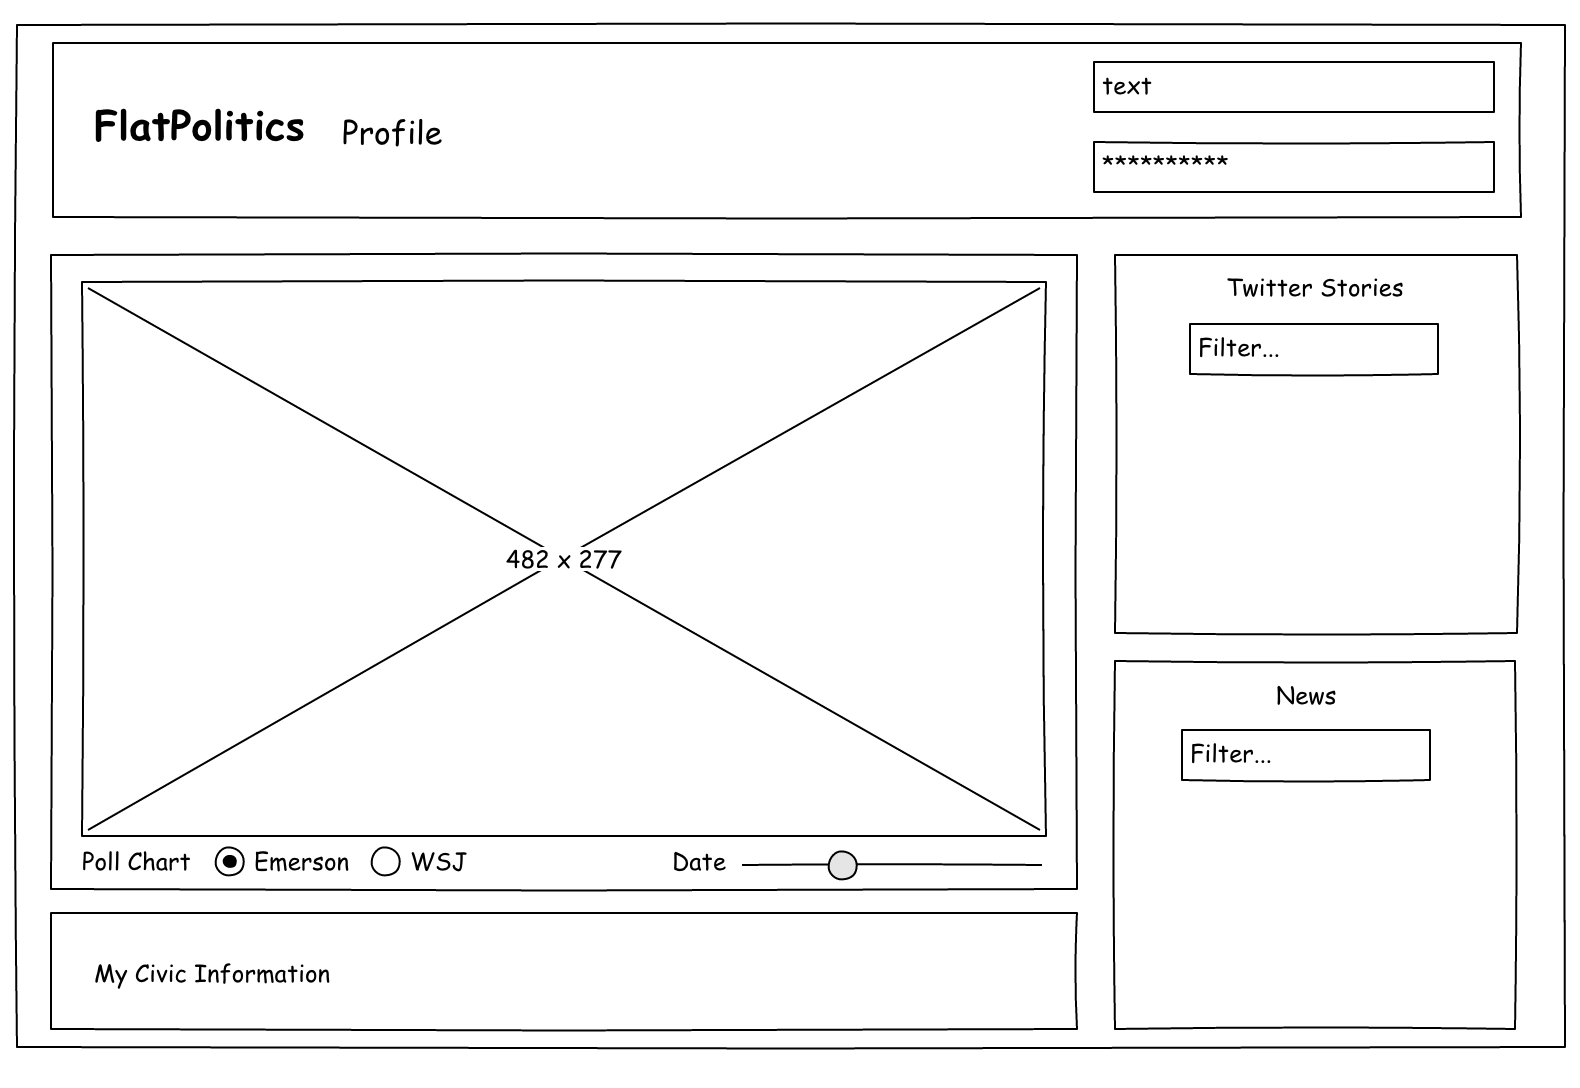 FlatPolitics Profile
text
**********
482 x 277
Poll Chart Emerson WSJ Date
My Civic Information
Twitter Stories
Filter...
News
Filter...